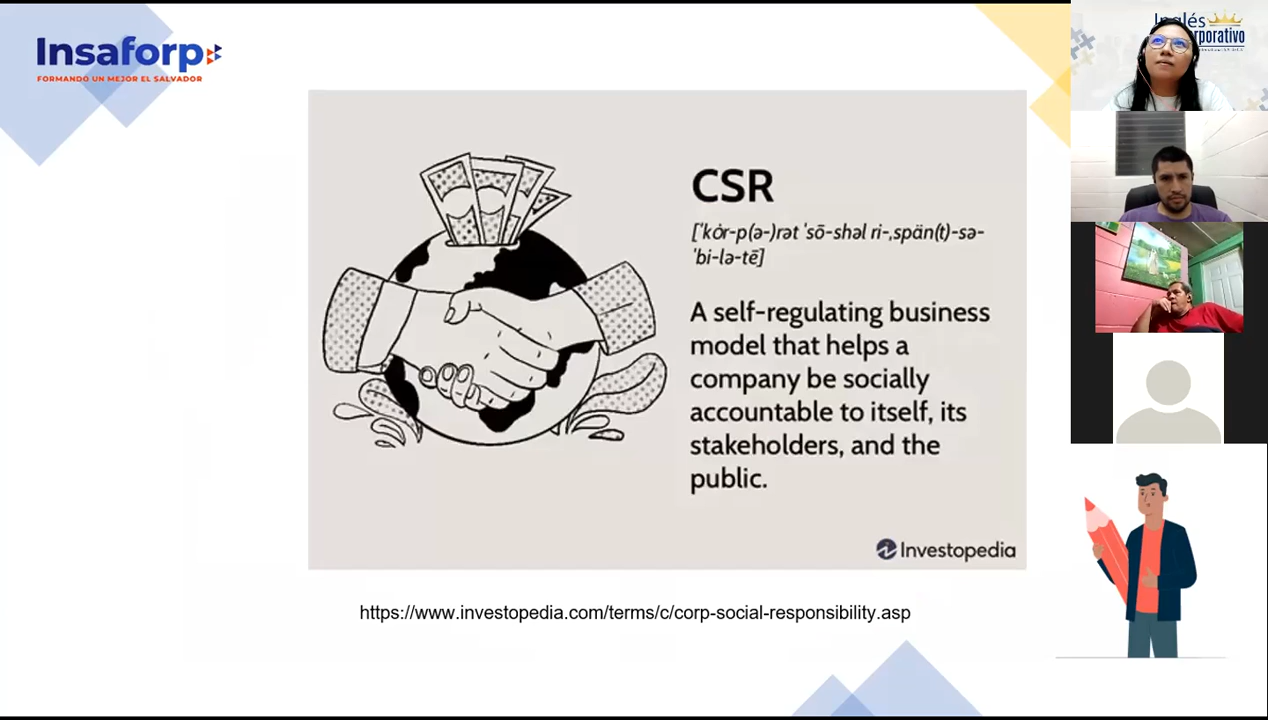 Insaforp
FORMANDO UN MEJOR EL SALVADOR
CSR
[ˈkȯr-p(ə-)rət ˈsō-shəl ri-ˌspän(t)-sə-
ˈbi-lə-tē]
A self-regulating business
model that helps a
company be socially
accountable to itself, its
stakeholders, and the
public.
Investopedia
https://www.investopedia.com/terms/c/corp-social-responsibility.asp